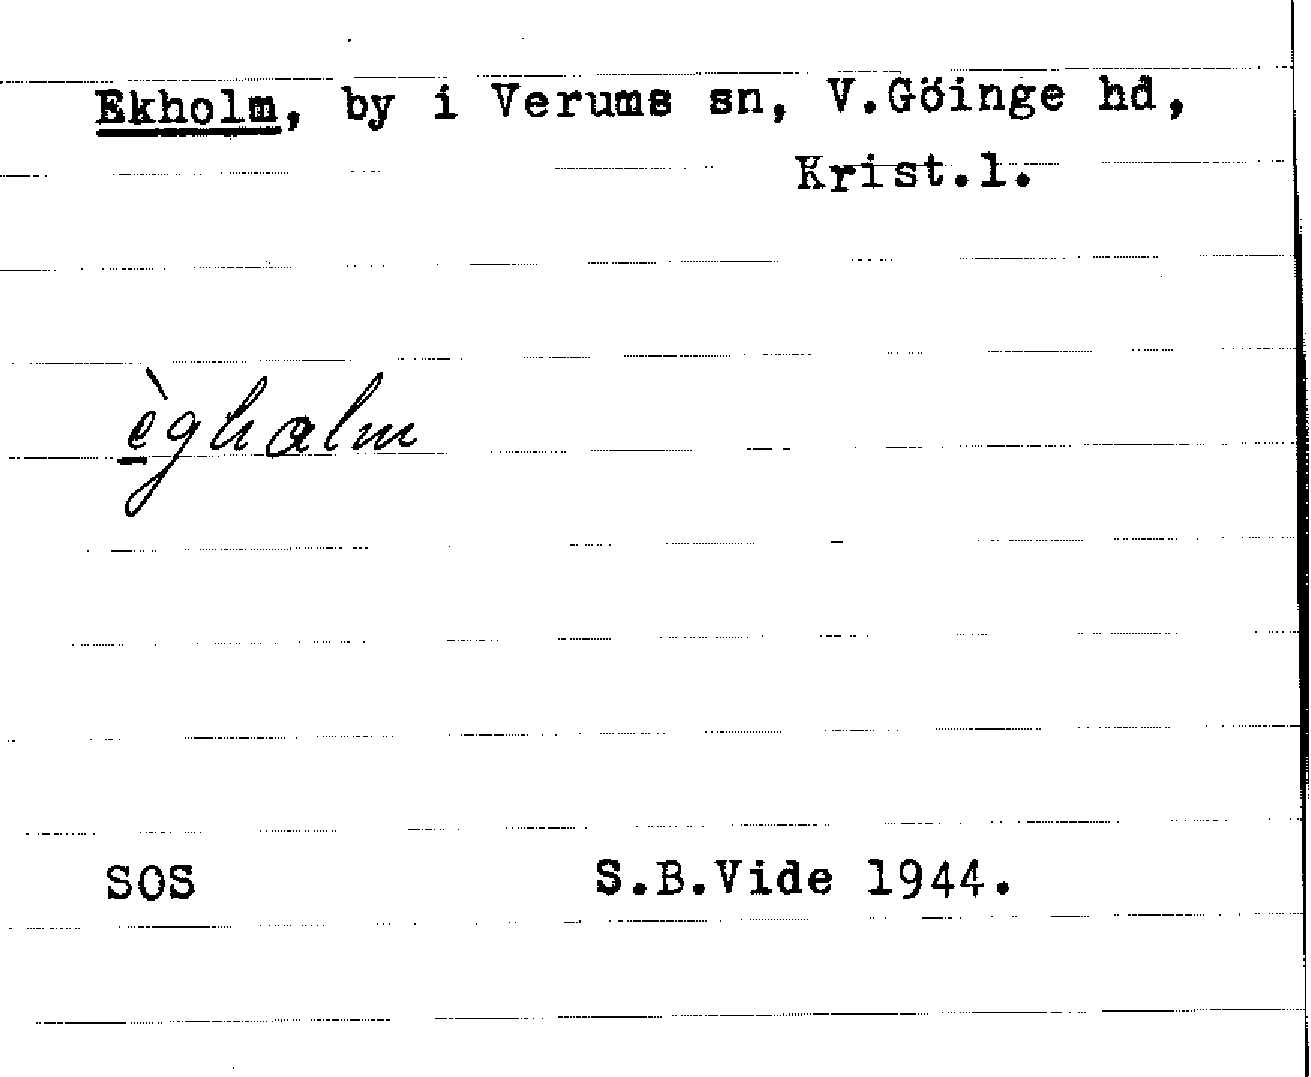 Ekholm, by i Verums sn, V.Göinge hd,
Krist.l.
ègholm
SOS S.B.Vide 1944.